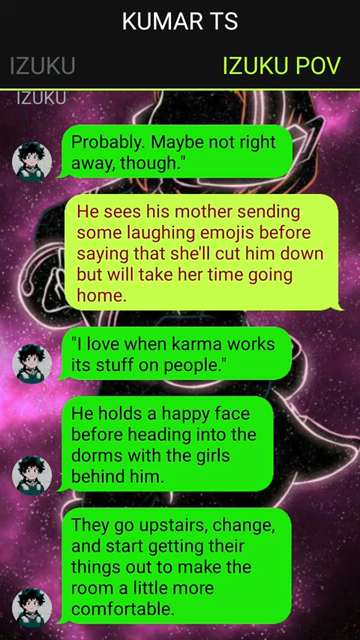 KUMAR TS
IZUKU
IZUKU POV
IZUKU
Probably. Maybe not right
away, though."
He sees his mother sending
some laughing emojis before
saying that she'll cut him down
but will take her time going
home.
"I love when karma works
its stuff on people."
He holds a happy face
before heading into the
dorms with the girls
behind him.
They go upstairs, change,
and start getting their
things out to make the
room a little more
comfortable.